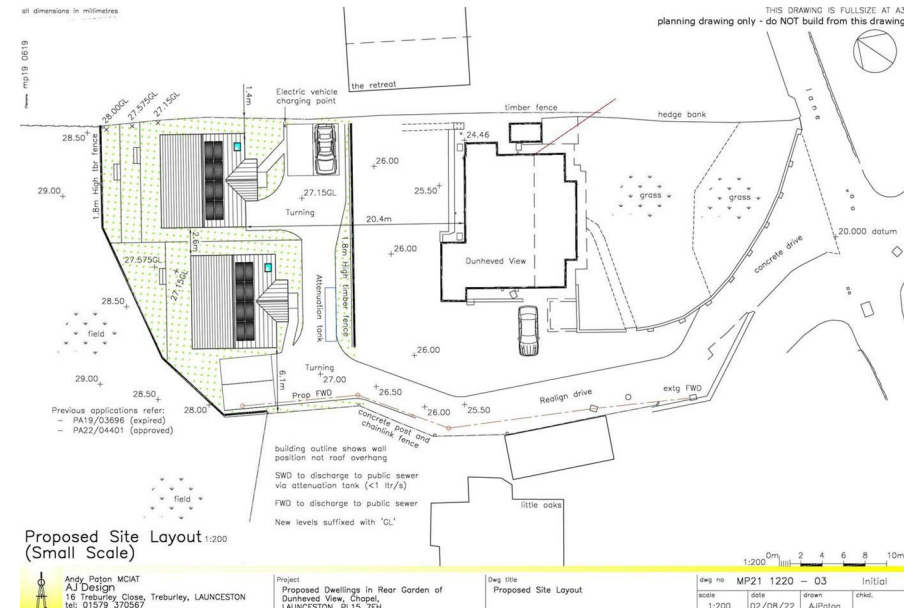 all dimensions in millimetres
THIS DRAWING IS FULLSIZE AT A3
planning drawing only - do NOT build from this drawing
mp19 0619
the retreat
Electric vehicle
charging point
1.4m
timber fence
hedge bank
lane
28.00GL
27.575GL
27.15GL
28.50
24.46
26.00
25.50
29.00
1.8m High tbr fence
27.15GL
Turning
20.4m
grass
grass
20.000 datum
2.6m
1.8m High timber fence
26.00
Dunheved View
concrete drive
27.575GL
27.15GL
Attenuation tank
28.50
field
26.00
Turning
27.00
6.1m
29.00
28.50
28.00
Prop FWD
26.50
26.00
25.50
Realign drive
extg FWD
concrete post and
chainlink fence
Previous applications refer:
- PA19/03696 (expired)
- PA22/04401 (approved)
building outline shows wall
position not roof overhang
SWD to discharge to public sewer
via attenuation tank (<1 ltr/s)
FWD to discharge to public sewer
New levels suffixed with 'GL'
field
little oaks
Proposed Site Layout 1:200
(Small Scale)
1:200 0m 2 4 6 8 10m
Andy Paton MCIAT
AJ Design
16 Treburley Close, Treburley, LAUNCESTON
tel: 01579 370567
Project
Proposed Dwellings in Rear Garden of
Dunheved View, Chapel,
LAUNCESTON PL15 7EH
Dwg title
Proposed Site Layout
dwg no MP21 1220 - 03 Initial
scale
1:200
date
02/08/22
drawn
AJPaton
chkd.